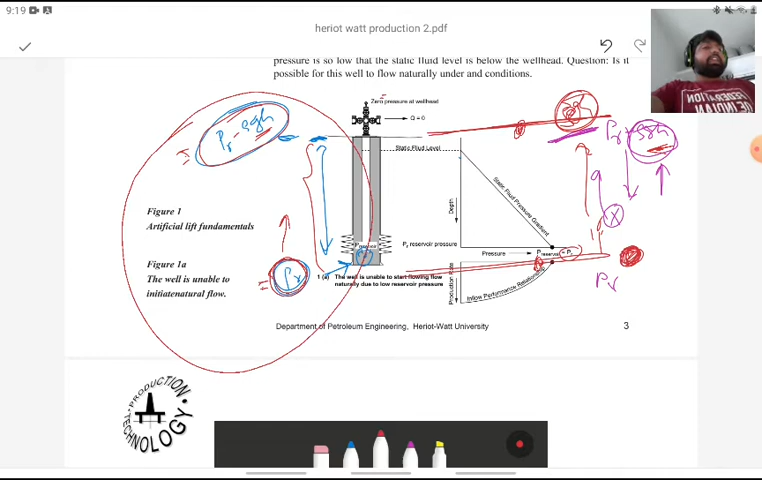 9:19
heriot watt production 2.pdf
pressure is so low that the static fluid level is below the wellhead. Question: Is it
possible for this well to flow naturally under and conditions.
Zero pressure at wellhead
Q = 0
Static Fluid Level
Pr - ρgh
ρgh
Pr - ρgh
Static Fluid Pressure Gradient
Depth
Figure 1
Artificial lift fundamentals
Pr reservoir pressure
Pressure
Figure 1a
The well is unable to
initiatenatural flow.
Pr
1 (a) The well is unable to start flowing flow
naturally due to low reservoir pressure
Production Rate
Inflow Performance Relationship
Pr
Department of Petroleum Engineering, Heriot-Watt University
3
PRODUCTION
TECHNOLOGY